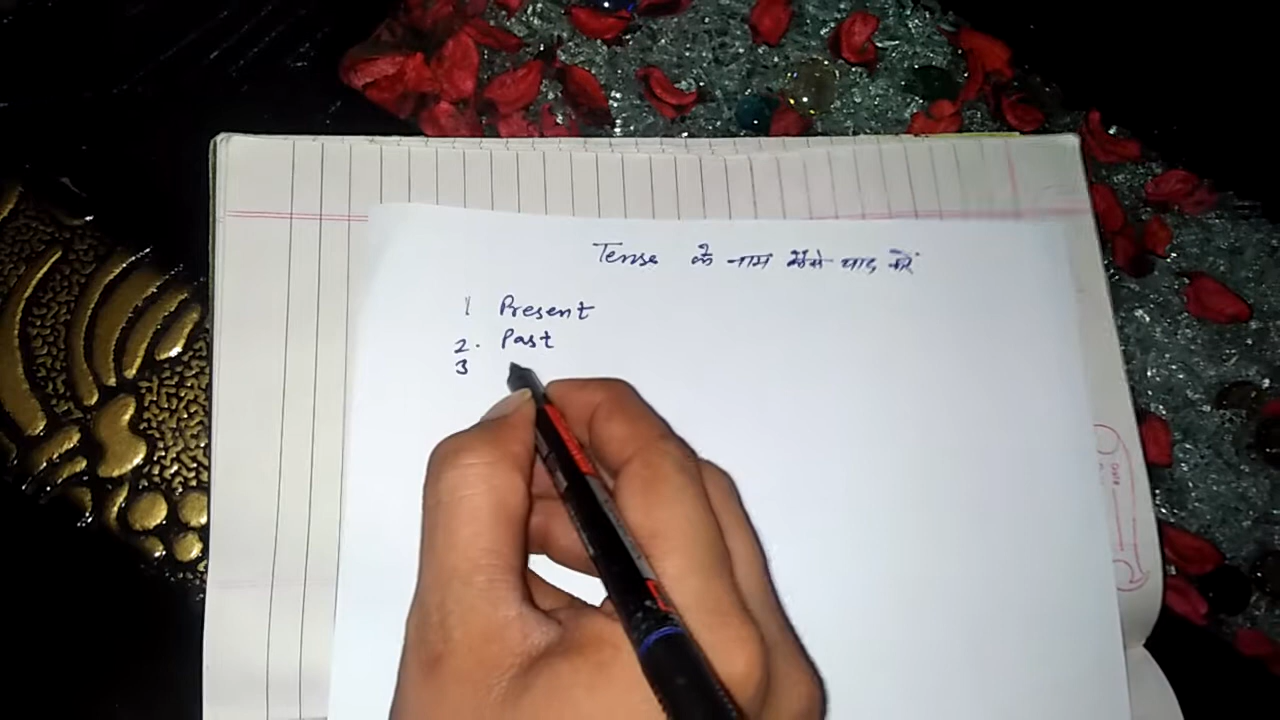 Tense के नाम कैसे याद करें
1 Present
2. Past
3